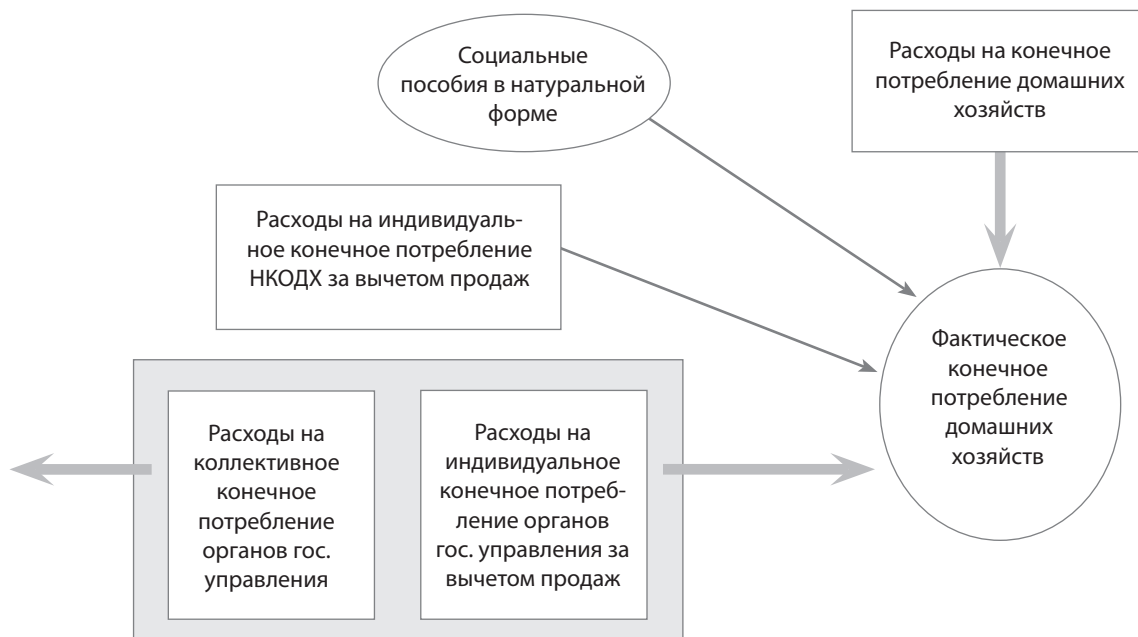 Социальные
пособия в натуральной
форме
Расходы на конечное
потребление домашних
хозяйств
Расходы на индивидуаль-
ное конечное потребление
НКОДХ за вычетом продаж
Фактическое
конечное
потребление
домашних
хозяйств
Расходы на
коллективное
конечное
потребление
органов гос.
управления
Расходы на
индивидуальное
конечное потреб-
ление органов
гос. управления за
вычетом продаж